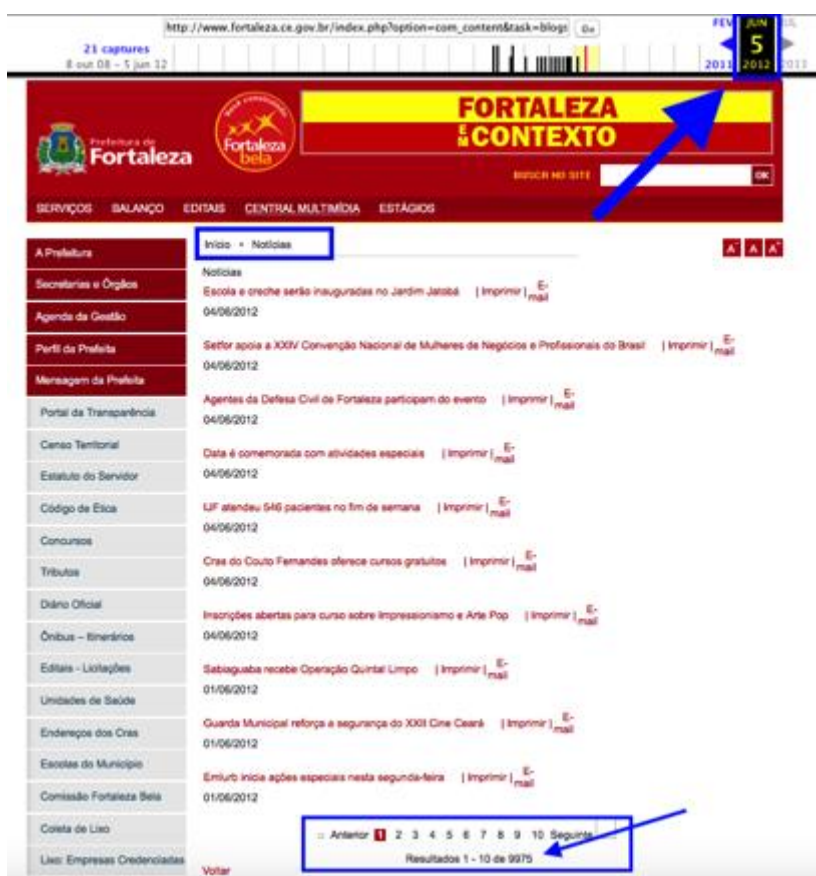 http://www.fortaleza.ce.gov.br/index.php?option=com_content&task=blogs
FEV JUN
21 captures
5
8 out 08 - 5 jun 12
2011 2012 2013
bela
Prefeitura de
Fortaleza
Fortaleza
bela
FORTALEZA
EM CONTEXTO
BUSCA NO SITE
OK
SERVIÇOS BALANÇO EDITAIS CENTRAL MULTIMÍDIA ESTÁGIOS
Início • Notícias
A- A A+
A Prefeitura
Secretarias e Órgãos
Agenda da Gestão
Perfil da Prefeita
Mensagem da Prefeita
Portal da Transparência
Censo Territorial
Estatuto do Servidor
Código de Ética
Concursos
Tributos
Diário Oficial
Ônibus – Itinerários
Editais - Licitações
Unidades de Saúde
Endereços dos Cras
Escolas do Município
Comissão Fortaleza Bela
Coleta de Lixo
Lixo: Empresas Credenciadas
Notícias
Escola e creche serão inauguradas no Jardim Jatobá | Imprimir | E-mail
04/06/2012
Setfor apoia a XXIV Convenção Nacional de Mulheres de Negócios e Profissionais do Brasil | Imprimir | E-mail
04/06/2012
Agentes da Defesa Civil de Fortaleza participam do evento | Imprimir | E-mail
04/06/2012
Data é comemorada com atividades especiais | Imprimir | E-mail
04/06/2012
IJF atendeu 546 pacientes no fim de semana | Imprimir | E-mail
04/06/2012
Cras do Couto Fernandes oferece cursos gratuitos | Imprimir | E-mail
04/06/2012
Inscrições abertas para curso sobre Impressionismo e Arte Pop | Imprimir | E-mail
04/06/2012
Sabiaguaba recebe Operação Quintal Limpo | Imprimir | E-mail
01/06/2012
Guarda Municipal reforça a segurança do XXII Cine Ceará | Imprimir | E-mail
01/06/2012
Emlurb inicia ações especiais nesta segunda-feira | Imprimir | E-mail
01/06/2012
:: Anterior 1 2 3 4 5 6 7 8 9 10 Seguinte
Resultados 1 - 10 de 9975
Votar